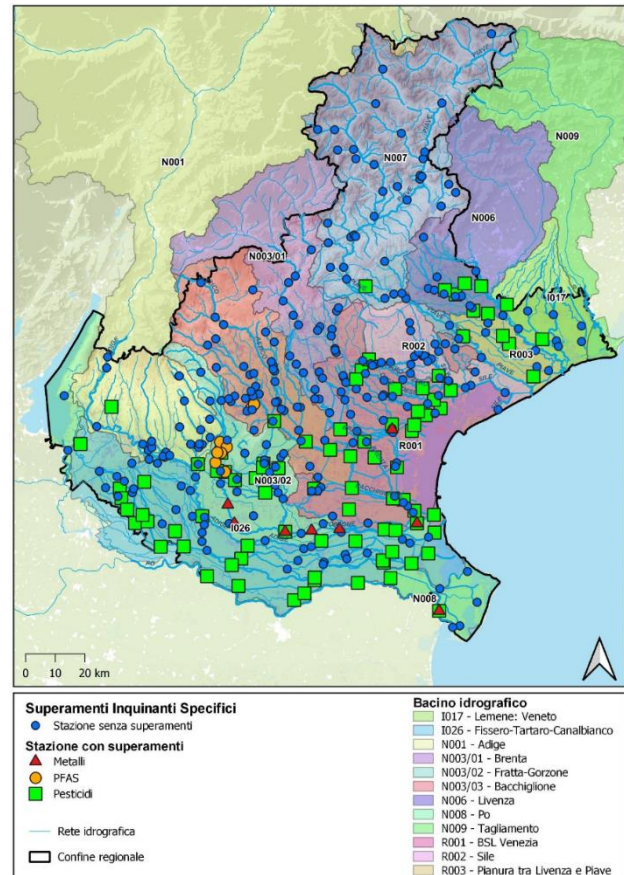 N001
N007
N009
N006
N003/01
I017
R002
R003
R001
N003/02
I026
N008
PIAVE
SILE
PO
0 10 20 km
Superamenti Inquinanti Specifici
Stazione senza superamenti
Stazione con superamenti
Metalli
PFAS
Pesticidi
Rete idrografica
Confine regionale
Bacino idrografico
I017 - Lemene: Veneto
I026 - Fissero-Tartaro-Canalbianco
N001 - Adige
N003/01 - Brenta
N003/02 - Fratta-Gorzone
N003/03 - Bacchiglione
N006 - Livenza
N008 - Po
N009 - Tagliamento
R001 - BSL Venezia
R002 - Sile
R003 - Pianura tra Livenza e Piave